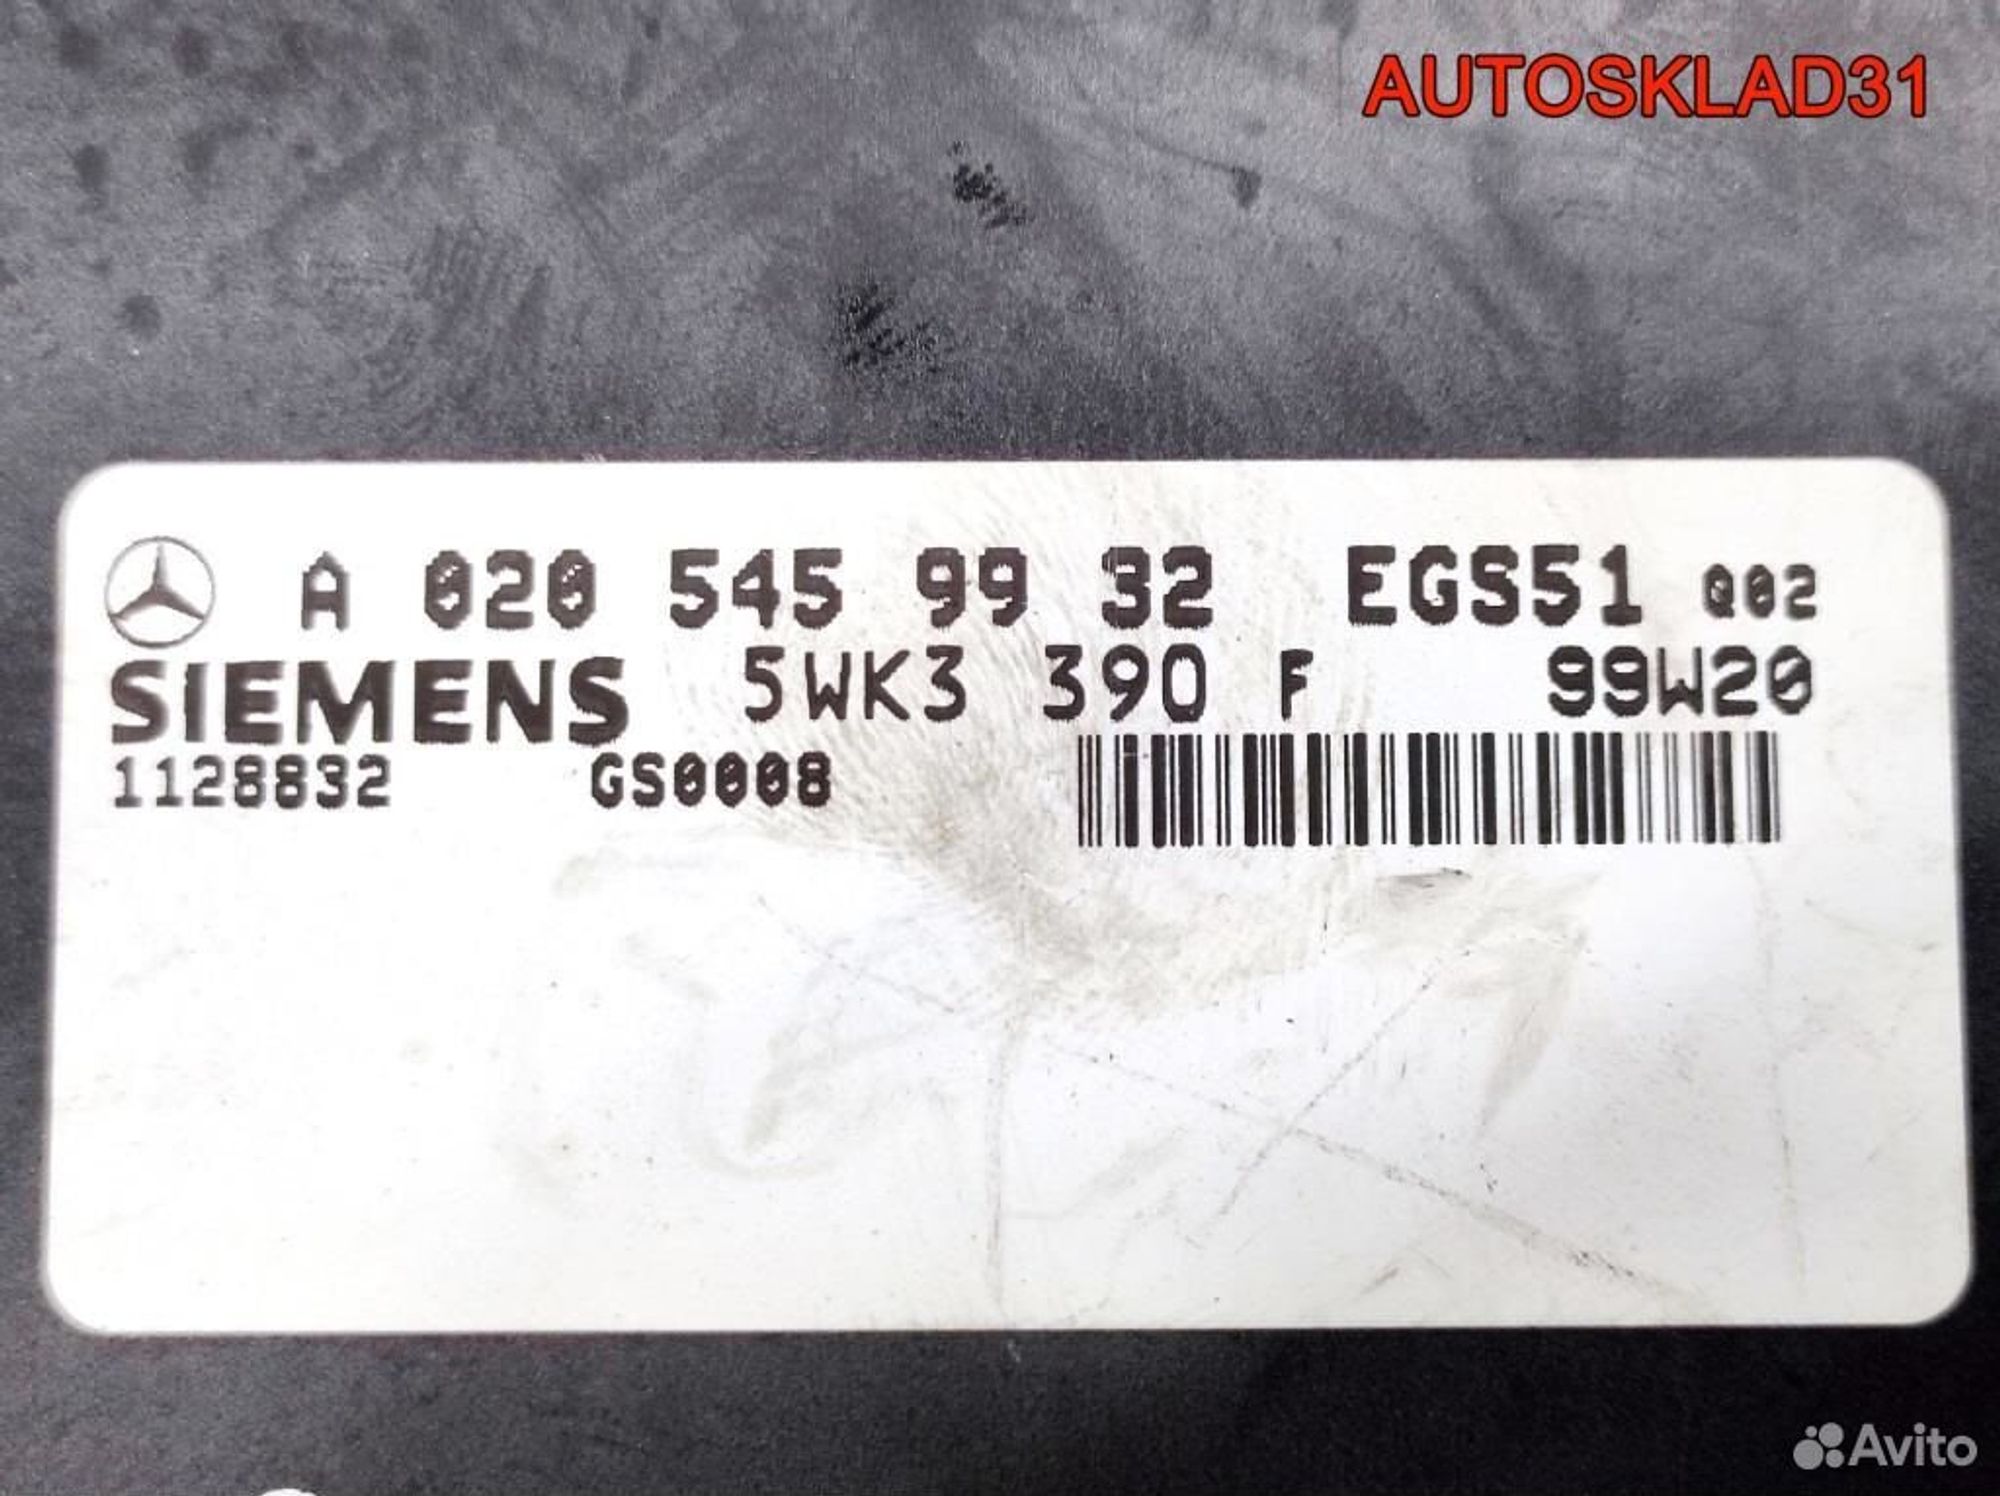 AUTOSKLAD31
A 020 545 99 32 EGS51 Q02
SIEMENS 5WK3 390 F 99W20
1128832 GS0008
Avito